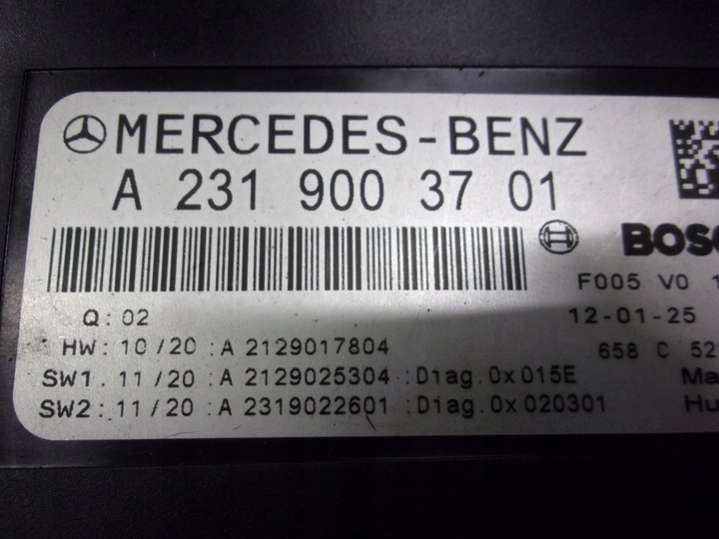 MERCEDES-BENZ
A 231 900 37 01
BOSC
F005 V0 1
Q: 02
12-01-25
HW: 10/20 :A 2129017804
658 C 52
SW1. 11/20 :A 2129025304 :Diag.0x015E
Ma
SW2: 11/20 :A 2319022601 :Diag.0x020301
Hu